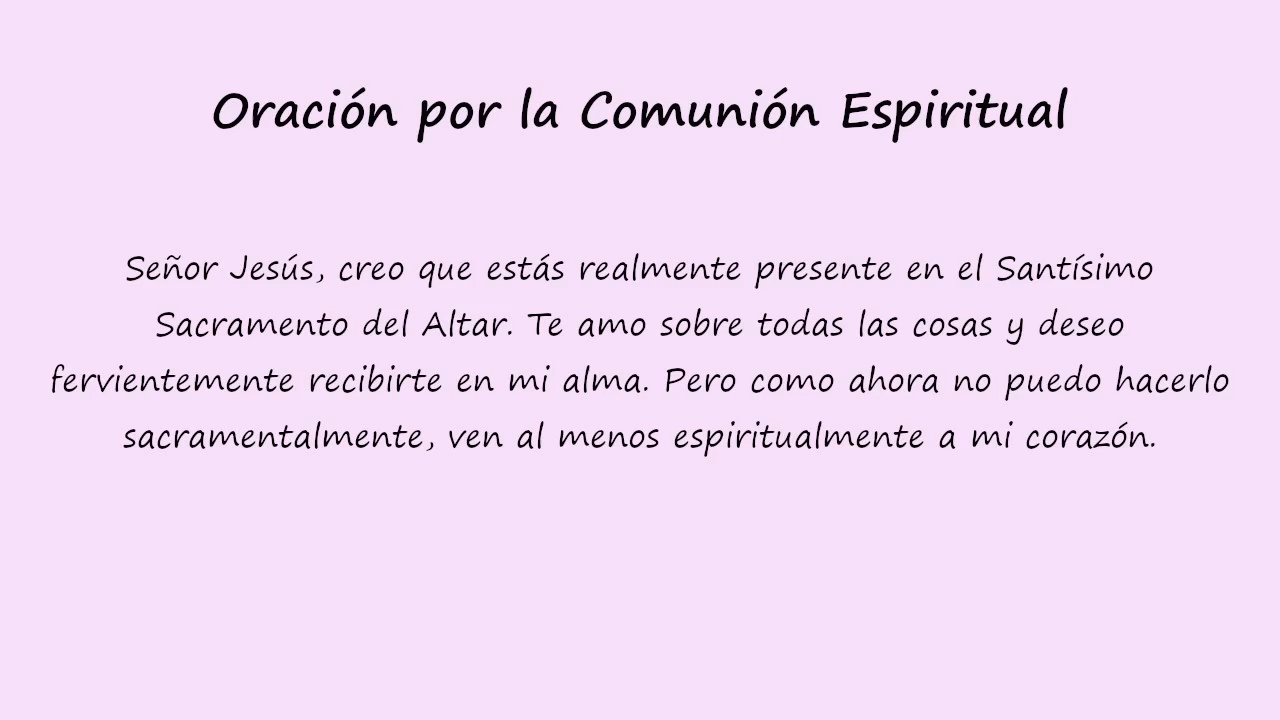 Oración por la Comunión Espiritual
Señor Jesús, creo que estás realmente presente en el Santísimo
Sacramento del Altar. Te amo sobre todas las cosas y deseo
fervientemente recibirte en mi alma. Pero como ahora no puedo hacerlo
sacramentalmente, ven al menos espiritualmente a mi corazón.